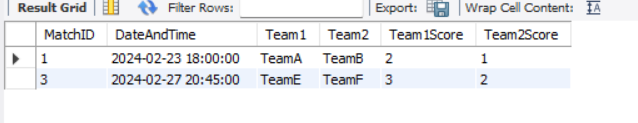 Result Grid Filter Rows: Export: Wrap Cell Content: IA
MatchID DateAndTime Team1 Team2 Team1Score Team2Score
1 2024-02-23 18:00:00 TeamA TeamB 2 1
3 2024-02-27 20:45:00 TeamE TeamF 3 2